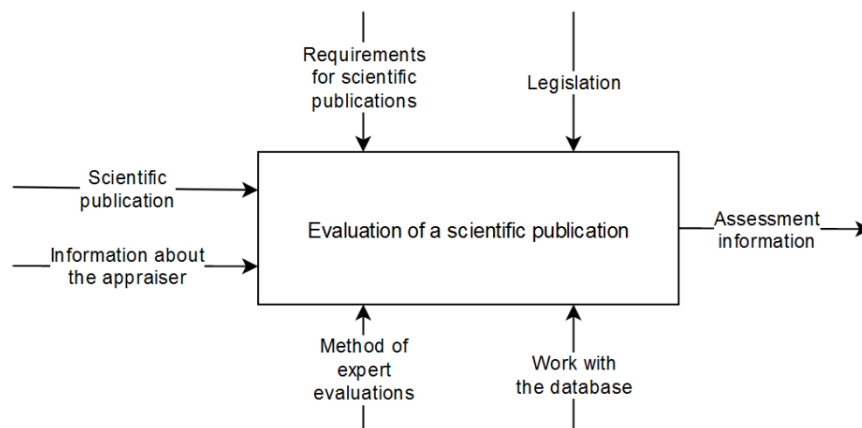 Requirements
for scientific
publications
Legislation
Scientific
publication
Evaluation of a scientific publication
Assessment
information
Information about
the appraiser
Method of
expert
evaluations
Work with
the database